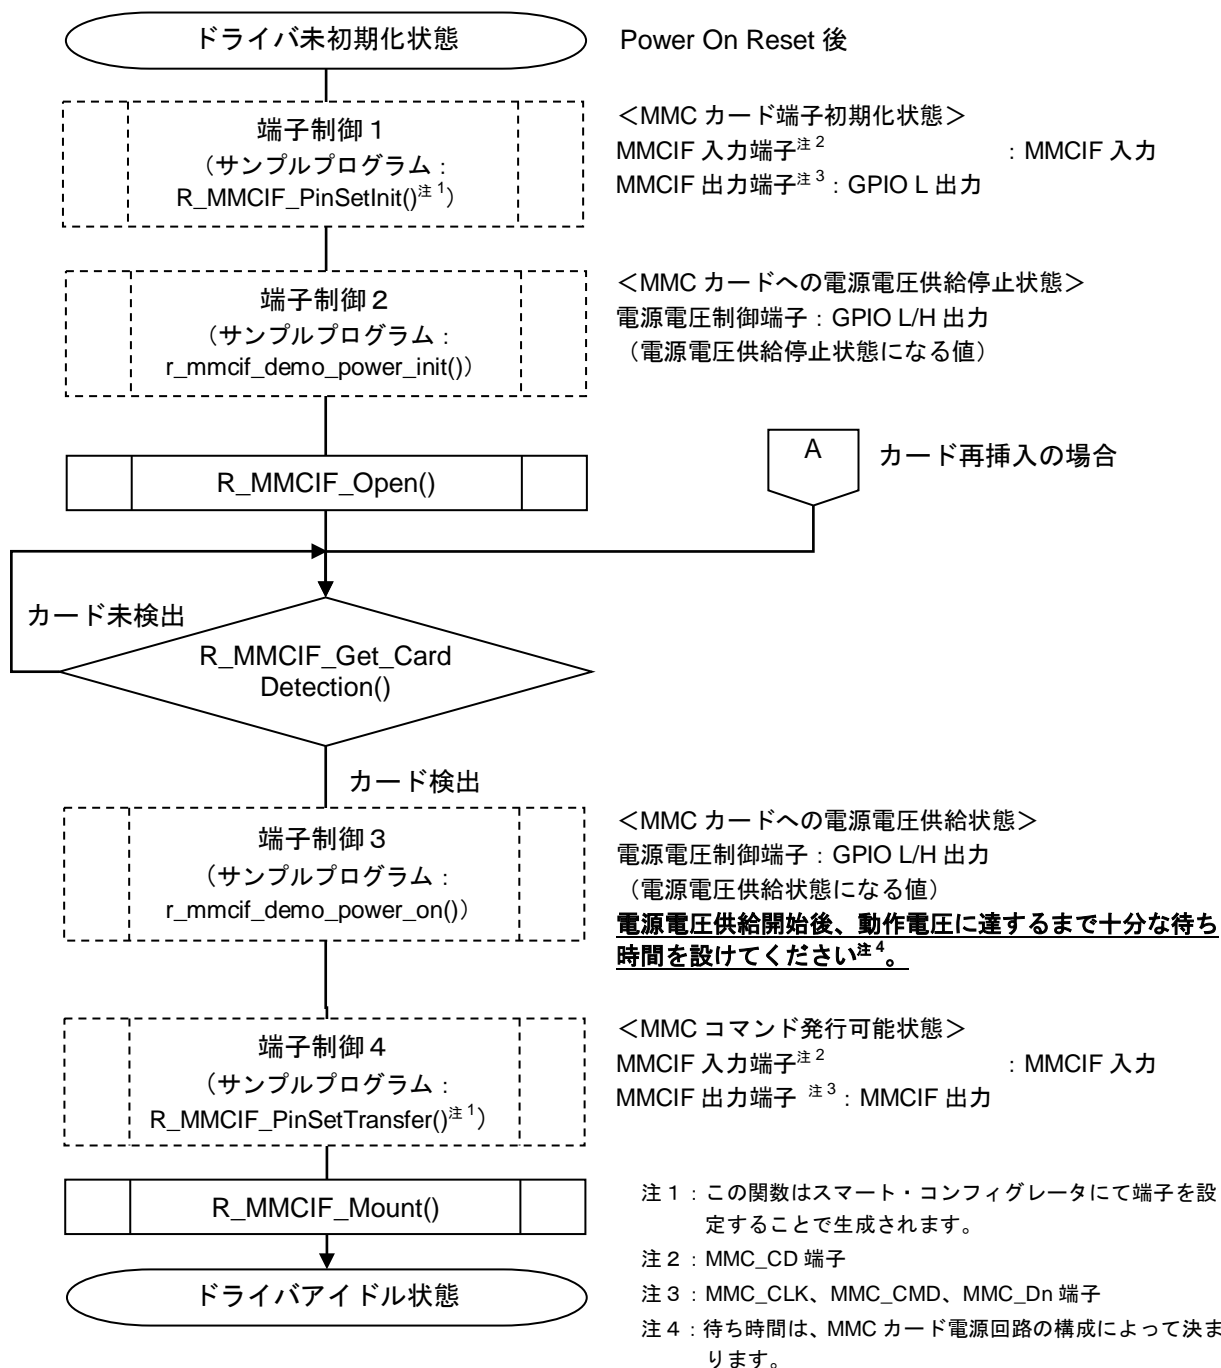 ドライバ未初期化状態
Power On Reset 後
端子制御１
（サンプルプログラム：
R_MMCIF_PinSetInit()注 1）
＜MMC カード端子初期化状態＞
MMCIF 入力端子注 2 ：MMCIF 入力
MMCIF 出力端子注 3：GPIO L 出力
端子制御２
（サンプルプログラム：
r_mmcif_demo_power_init()）
＜MMC カードへの電源電圧供給停止状態＞
電源電圧制御端子：GPIO L/H 出力
（電源電圧供給停止状態になる値）
R_MMCIF_Open()
A
カード再挿入の場合
カード未検出
R_MMCIF_Get_Card
Detection()
カード検出
端子制御３
（サンプルプログラム：
r_mmcif_demo_power_on()）
＜MMC カードへの電源電圧供給状態＞
電源電圧制御端子：GPIO L/H 出力
（電源電圧供給状態になる値）
電源電圧供給開始後、動作電圧に達するまで十分な待ち
時間を設けてください注 4。
端子制御４
（サンプルプログラム：
R_MMCIF_PinSetTransfer()注 1）
＜MMC コマンド発行可能状態＞
MMCIF 入力端子注 2 ：MMCIF 入力
MMCIF 出力端子 注 3：MMCIF 出力
R_MMCIF_Mount()
ドライバアイドル状態
注１：この関数はスマート・コンフィグレータにて端子を設
定することで生成されます。
注２：MMC_CD 端子
注３：MMC_CLK、MMC_CMD、MMC_Dn 端子
注４：待ち時間は、MMC カード電源回路の構成によって決ま
ります。